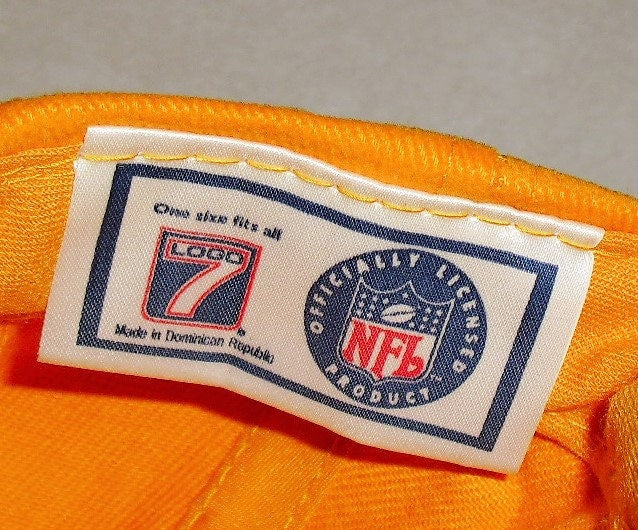 One size fits all
LOGO
7
®
Made in Dominican Republic
OFFICIALLY LICENSED
NFL
PRODUCT